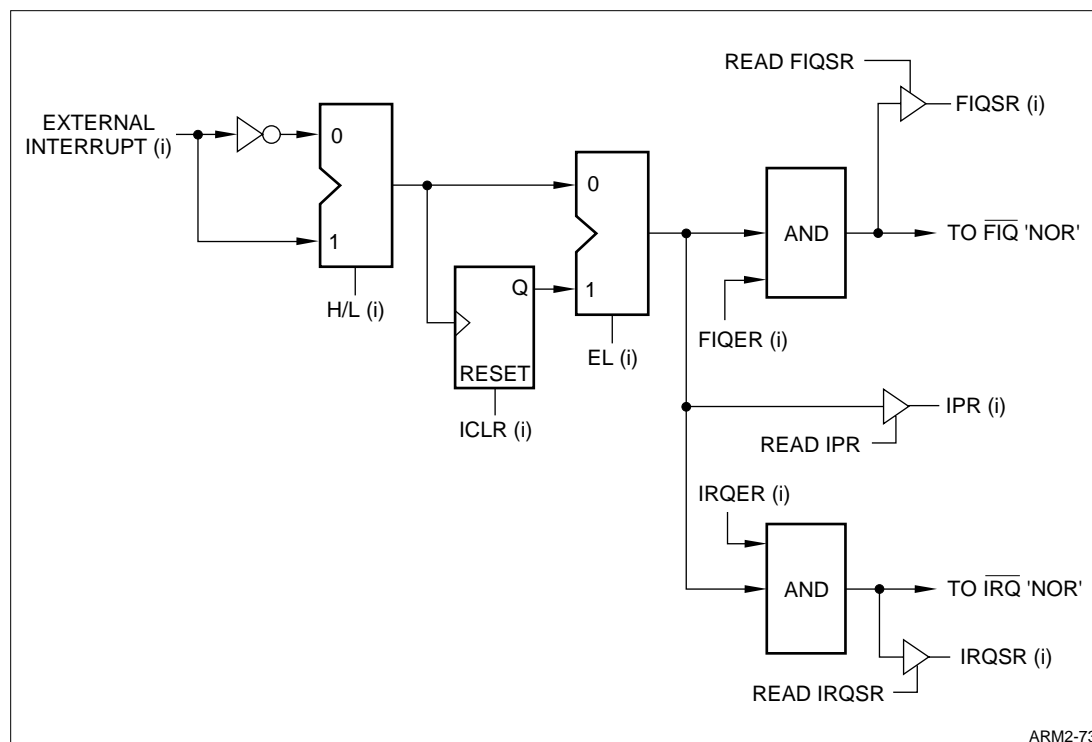 READ FIQSR
FIQSR (i)
EXTERNAL
INTERRUPT (i)
0
1
H/L (i)
0
1
EL (i)
Q
RESET
ICLR (i)
AND
TO FIQ 'NOR'
FIQER (i)
IPR (i)
READ IPR
IRQER (i)
AND
TO IRQ 'NOR'
IRQSR (i)
READ IRQSR
ARM2-73